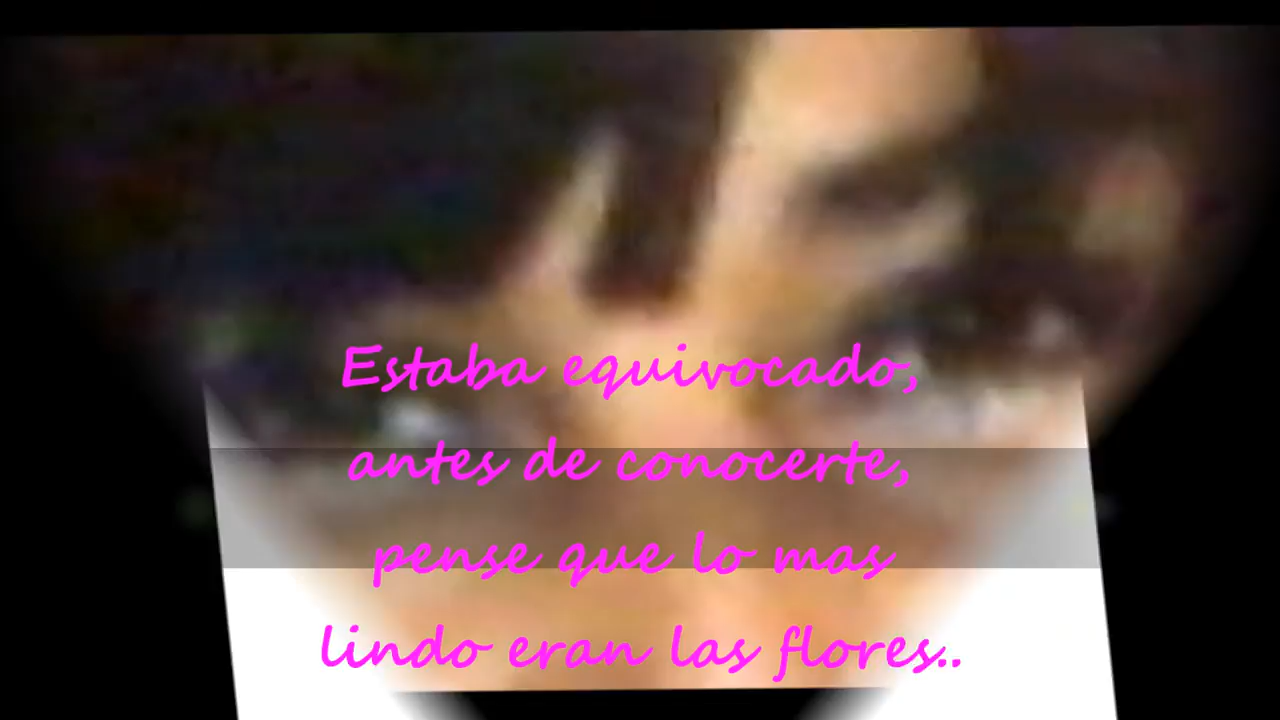 Estaba equivocado,
antes de conocerte,
pense que lo mas
lindo eran las flores..